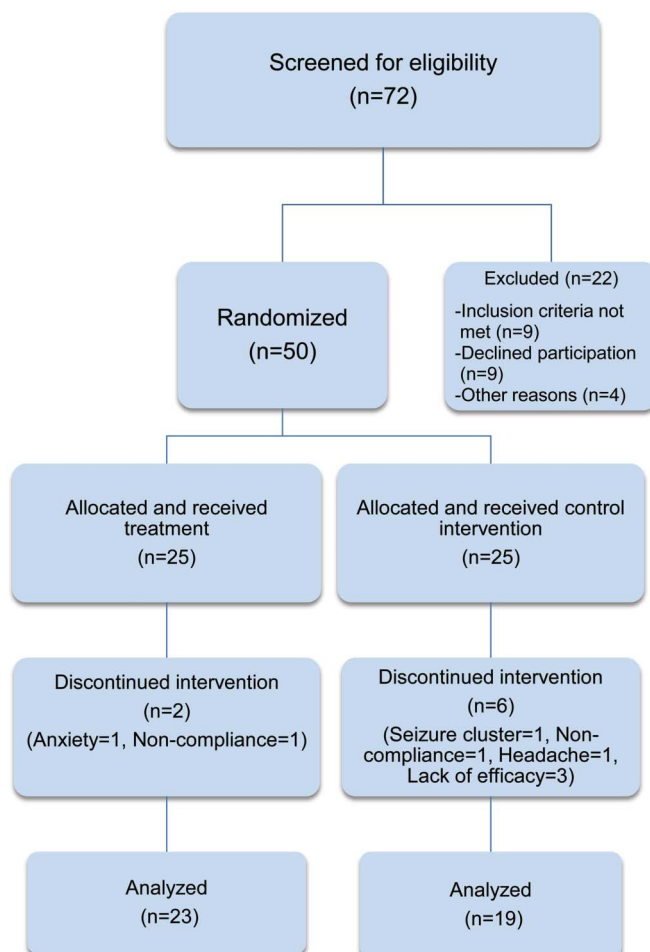 Screened for eligibility
(n=72)
Randomized
(n=50)
Excluded (n=22)
-Inclusion criteria not
met (n=9)
-Declined participation
(n=9)
-Other reasons (n=4)
Allocated and received
treatment
(n=25)
Allocated and received control
intervention
(n=25)
Discontinued intervention
(n=2)
(Anxiety=1, Non-compliance=1)
Discontinued intervention
(n=6)
(Seizure cluster=1, Non-
compliance=1, Headache=1,
Lack of efficacy=3)
Analyzed
(n=23)
Analyzed
(n=19)